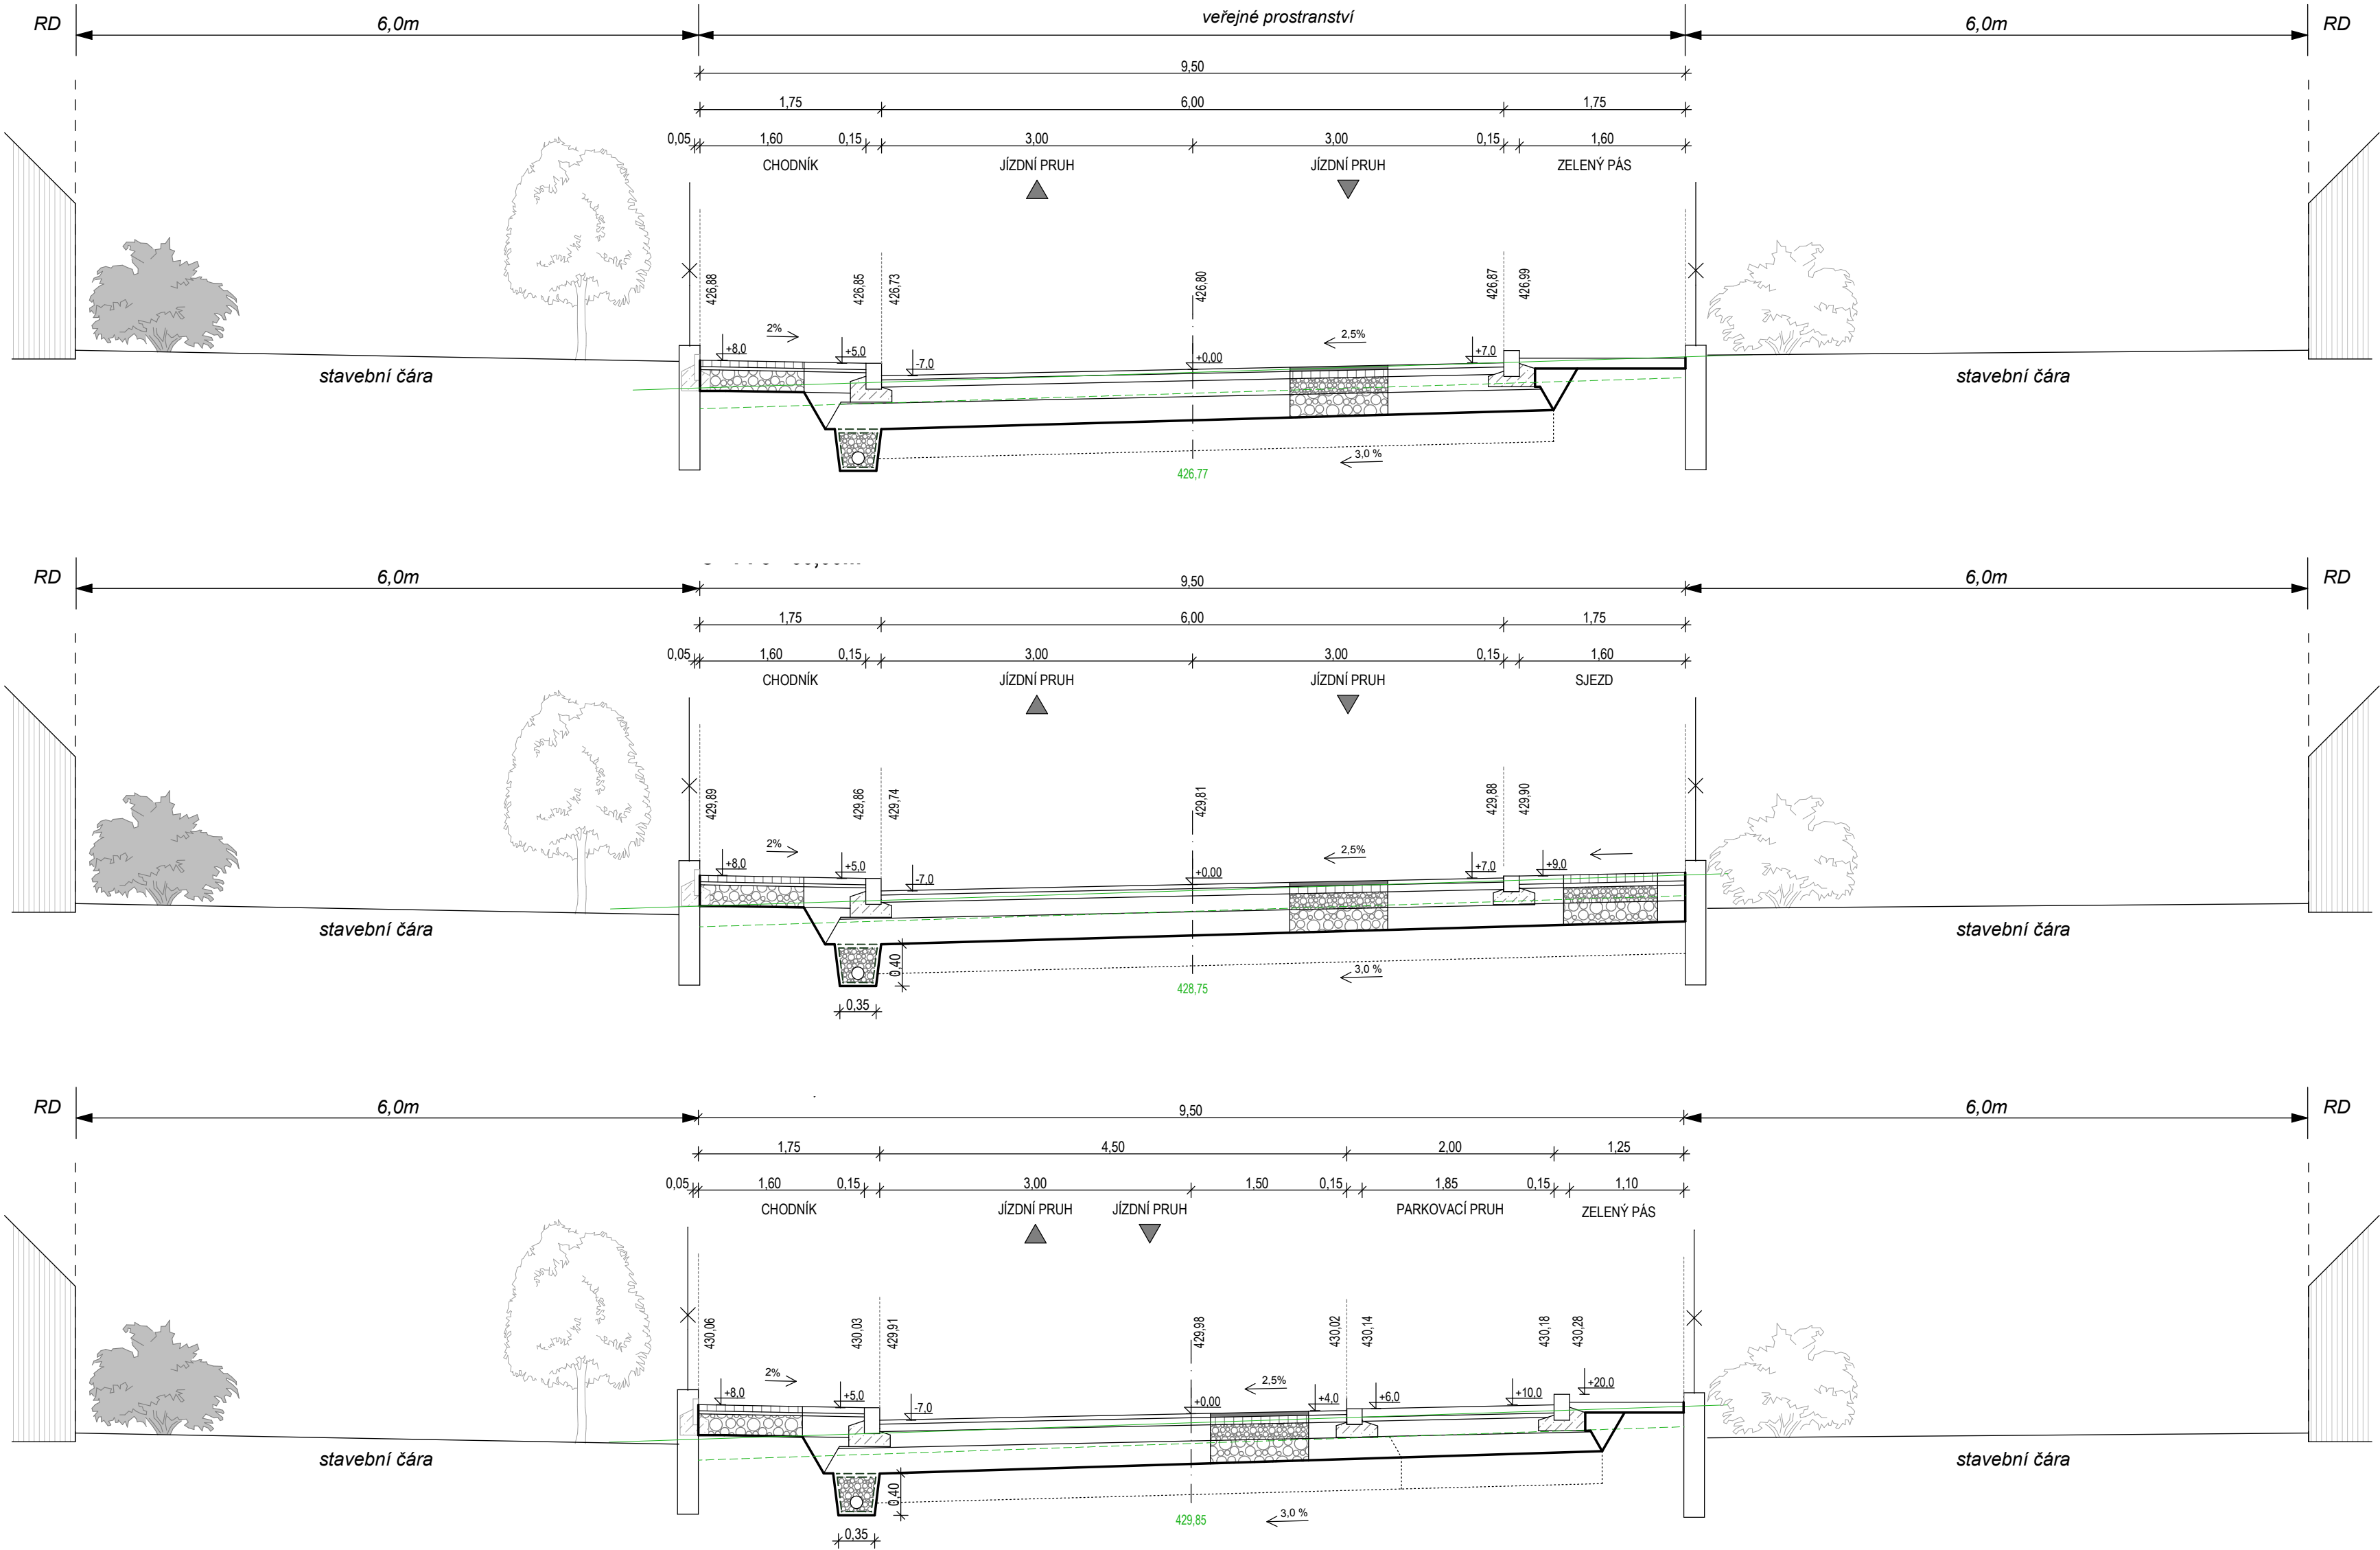 RD 6,0m veřejné prostranství 6,0m RD
9,50
1,75 6,00 1,75
0,05 1,60 0,15 3,00 3,00 0,15 1,60
CHODNÍK JÍZDNÍ PRUH JÍZDNÍ PRUH ZELENÝ PÁS
426,88 426,85 426,73 426,80 426,87 426,99
2% 2,5%
+8,0 +5,0 -7,0 +0,00 +7,0
stavební čára stavební čára
3,0 %
426,77
RD 6,0m 9,50 6,0m RD
1,75 6,00 1,75
0,05 1,60 0,15 3,00 3,00 0,15 1,60
CHODNÍK JÍZDNÍ PRUH JÍZDNÍ PRUH SJEZD
429,89 429,86 429,74 429,81 429,88 429,90
2% 2,5%
+8,0 +5,0 -7,0 +0,00 +7,0 +9,0
stavební čára stavební čára
0,40 3,0 %
428,75
0,35
RD 6,0m 9,50 6,0m RD
1,75 4,50 2,00 1,25
0,05 1,60 0,15 3,00 1,50 0,15 1,85 0,15 1,10
CHODNÍK JÍZDNÍ PRUH JÍZDNÍ PRUH PARKOVACÍ PRUH ZELENÝ PÁS
430,06 430,03 429,91 429,98 430,02 430,14 430,18 430,28
2% 2,5%
+8,0 +5,0 -7,0 +0,00 +4,0 +6,0 +10,0 +20,0
stavební čára stavební čára
0,40 3,0 %
429,85
0,35